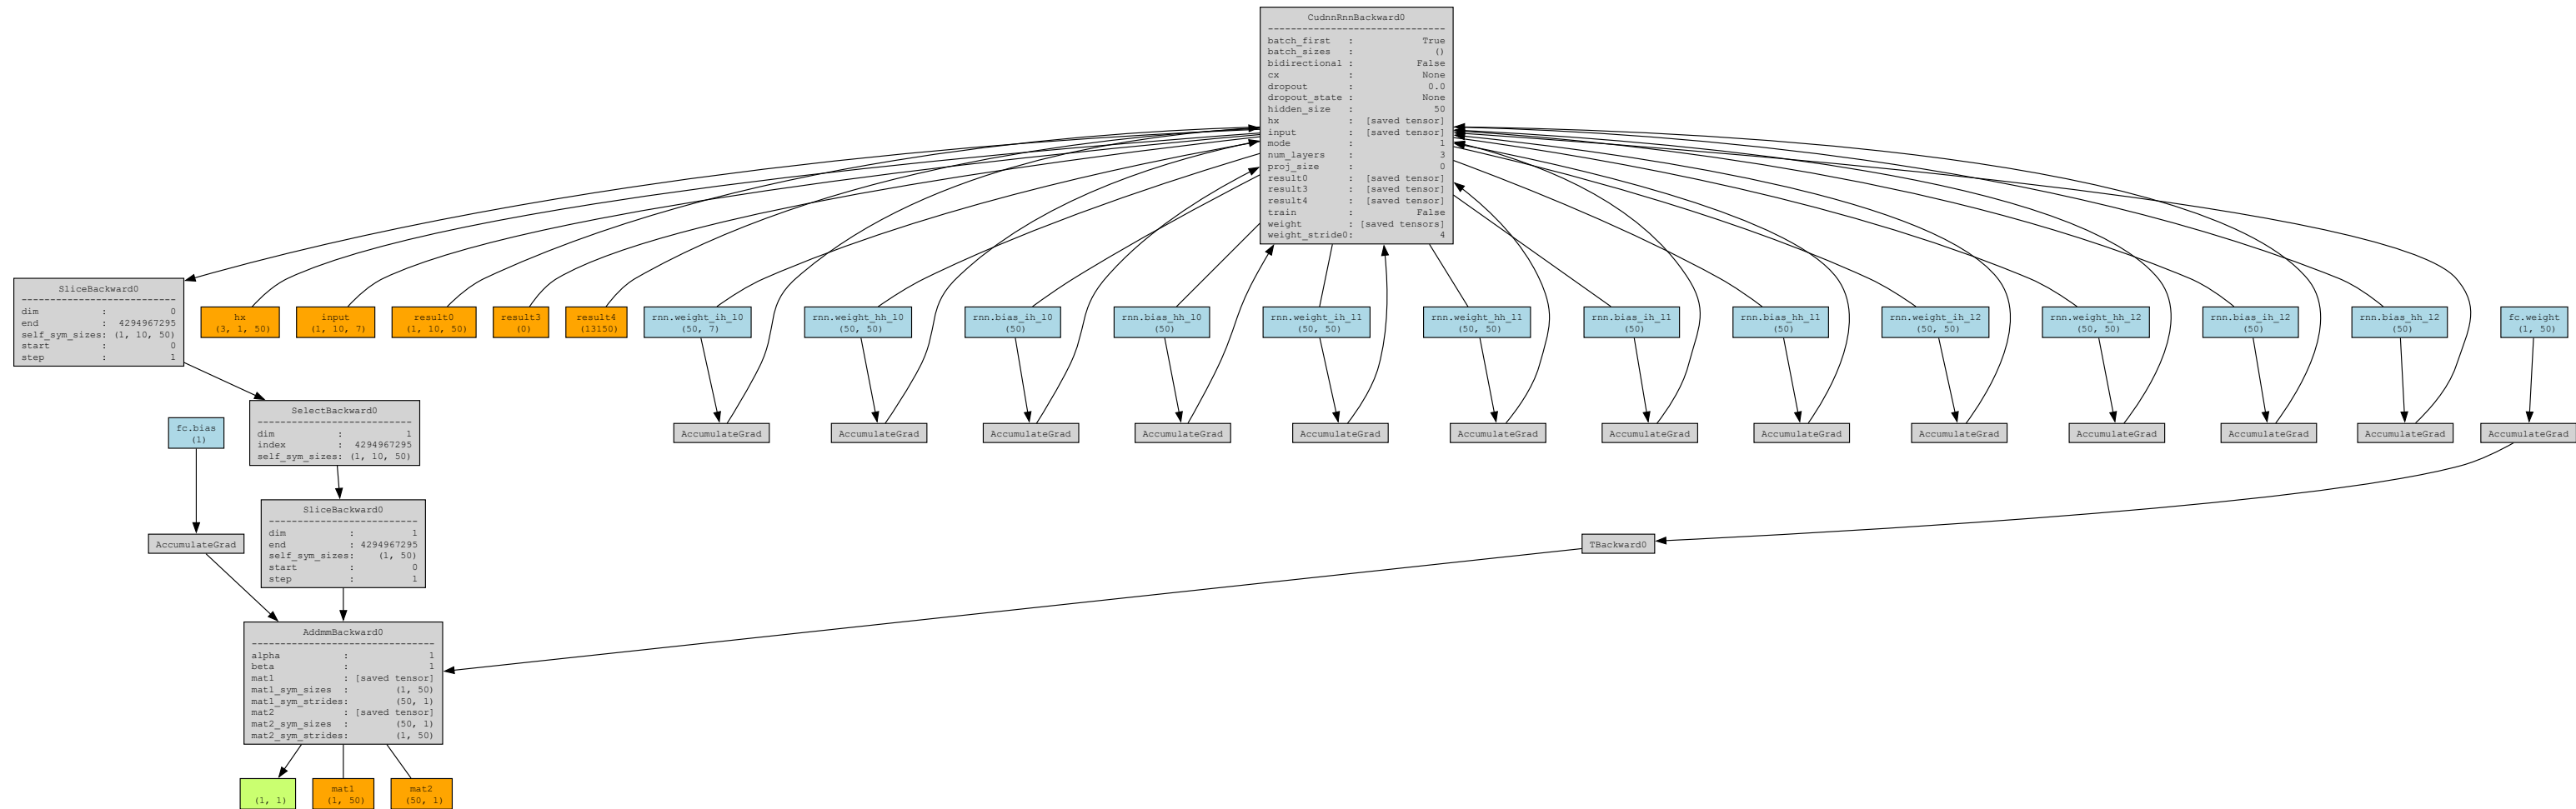 CudnnRnnBackward0
------------------------------
batch_first   :            True
batch_sizes   :              ()
bidirectional :           False
cx            :            None
dropout       :             0.0
dropout_state :            None
hidden_size   :              50
hx            :  [saved tensor]
input         :  [saved tensor]
mode          :               1
num_layers    :               3
proj_size     :               0
result0       :  [saved tensor]
result3       :  [saved tensor]
result4       :  [saved tensor]
train         :           False
weight        : [saved tensors]
weight_stride0:               4
SliceBackward0
--------------------------
dim           :           0
end           :  4294967295
self_sym_sizes: (1, 10, 50)
start         :           0
step          :           1
hx
(3, 1, 50)
input
(1, 10, 7)
result0
(1, 10, 50)
result3
(0)
result4
(13150)
rnn.weight_ih_l0
(50, 7)
rnn.weight_hh_l0
(50, 50)
rnn.bias_ih_l0
(50)
rnn.bias_hh_l0
(50)
rnn.weight_ih_l1
(50, 50)
rnn.weight_hh_l1
(50, 50)
rnn.bias_ih_l1
(50)
rnn.bias_hh_l1
(50)
rnn.weight_ih_l2
(50, 50)
rnn.weight_hh_l2
(50, 50)
rnn.bias_ih_l2
(50)
rnn.bias_hh_l2
(50)
fc.weight
(1, 50)
SelectBackward0
--------------------------
dim           :           1
index         :  4294967295
self_sym_sizes: (1, 10, 50)
fc.bias
(1)
AccumulateGrad
AccumulateGrad
AccumulateGrad
AccumulateGrad
AccumulateGrad
AccumulateGrad
AccumulateGrad
AccumulateGrad
AccumulateGrad
AccumulateGrad
AccumulateGrad
AccumulateGrad
AccumulateGrad
SliceBackward0
-------------------------
dim           :          1
end           : 4294967295
self_sym_sizes:    (1, 50)
start         :          0
step          :          1
AccumulateGrad
TBackward0
AddmmBackward0
--------------------------------
alpha           :              1
beta            :              1
mat1            : [saved tensor]
mat1_sym_sizes  :        (1, 50)
mat1_sym_strides:        (50, 1)
mat2            : [saved tensor]
mat2_sym_sizes  :        (50, 1)
mat2_sym_strides:        (1, 50)
(1, 1)
mat1
(1, 50)
mat2
(50, 1)